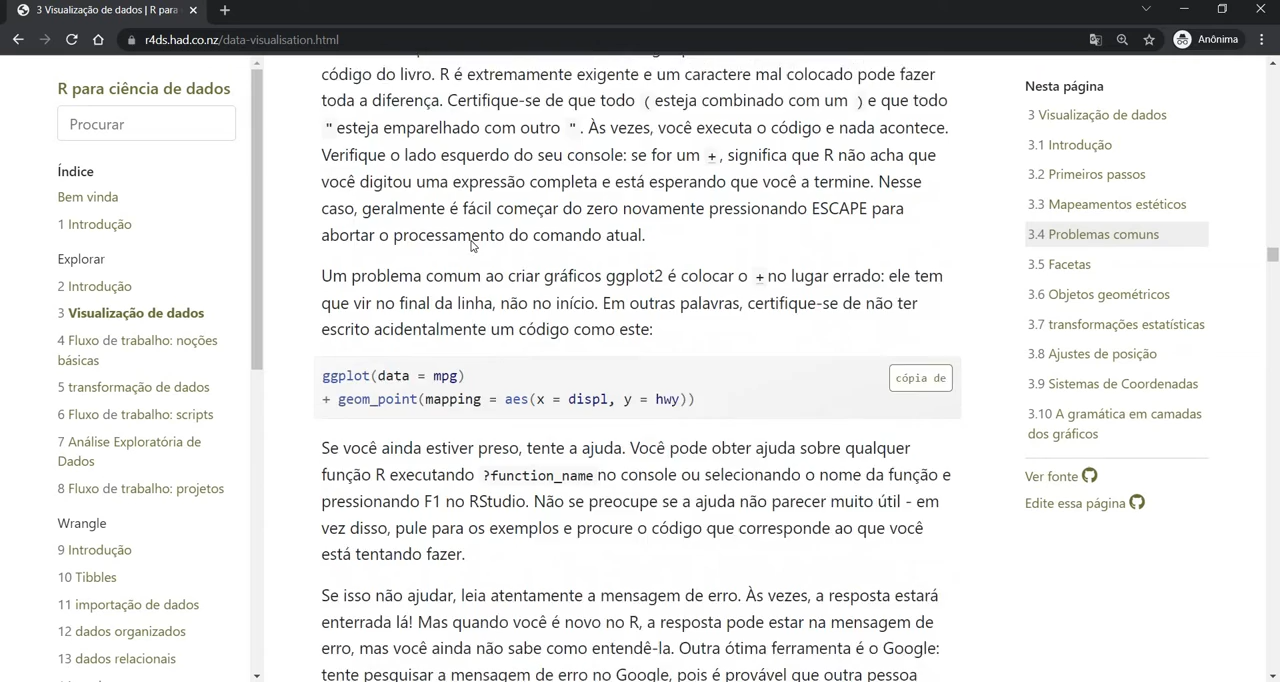 3 Visualização de dados | R para
r4ds.had.co.nz/data-visualisation.html
Anônima
R para ciência de dados
Procurar
Índice
Bem vinda
1 Introdução
Explorar
2 Introdução
3 Visualização de dados
4 Fluxo de trabalho: noções
básicas
5 transformação de dados
6 Fluxo de trabalho: scripts
7 Análise Exploratória de
Dados
8 Fluxo de trabalho: projetos
Wrangle
9 Introdução
10 Tibbles
11 importação de dados
12 dados organizados
13 dados relacionais
código do livro. R é extremamente exigente e um caractere mal colocado pode fazer
toda a diferença. Certifique-se de que todo ( esteja combinado com um ) e que todo
" esteja emparelhado com outro ". Às vezes, você executa o código e nada acontece.
Verifique o lado esquerdo do seu console: se for um +, significa que R não acha que
você digitou uma expressão completa e está esperando que você a termine. Nesse
caso, geralmente é fácil começar do zero novamente pressionando ESCAPE para
abortar o processamento do comando atual.
Um problema comum ao criar gráficos ggplot2 é colocar o +no lugar errado: ele tem
que vir no final da linha, não no início. Em outras palavras, certifique-se de não ter
escrito acidentalmente um código como este:
ggplot(data = mpg)
+ geom_point(mapping = aes(x = displ, y = hwy))
cópia de
Se você ainda estiver preso, tente a ajuda. Você pode obter ajuda sobre qualquer
função R executando ?function_name no console ou selecionando o nome da função e
pressionando F1 no RStudio. Não se preocupe se a ajuda não parecer muito útil - em
vez disso, pule para os exemplos e procure o código que corresponde ao que você
está tentando fazer.
Se isso não ajudar, leia atentamente a mensagem de erro. Às vezes, a resposta estará
enterrada lá! Mas quando você é novo no R, a resposta pode estar na mensagem de
erro, mas você ainda não sabe como entendê-la. Outra ótima ferramenta é o Google:
tente pesquisar a mensagem de erro no Google, pois é provável que outra pessoa
Nesta página
3 Visualização de dados
3.1 Introdução
3.2 Primeiros passos
3.3 Mapeamentos estéticos
3.4 Problemas comuns
3.5 Facetas
3.6 Objetos geométricos
3.7 transformações estatísticas
3.8 Ajustes de posição
3.9 Sistemas de Coordenadas
3.10 A gramática em camadas
dos gráficos
Ver fonte
Edite essa página